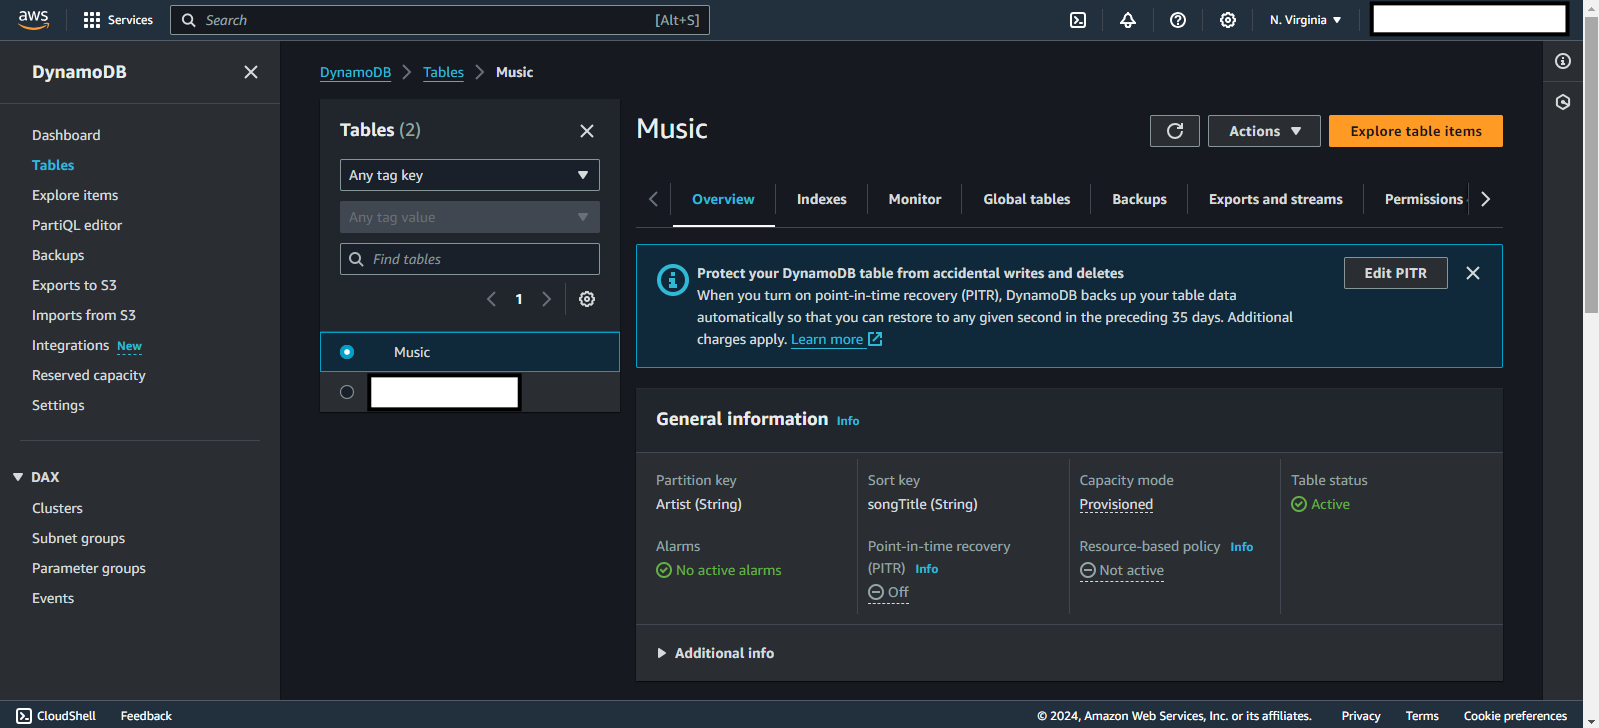 aws
Services
Search
[Alt+S]
N. Virginia
DynamoDB
Dashboard
Tables
Explore items
PartiQL editor
Backups
Exports to S3
Imports from S3
Integrations New
Reserved capacity
Settings
DAX
Clusters
Subnet groups
Parameter groups
Events
DynamoDB
Tables
Music
Tables (2)
Any tag key
Any tag value
Find tables
1
Music
Music
Actions
Explore table items
Overview
Indexes
Monitor
Global tables
Backups
Exports and streams
Permissions
Protect your DynamoDB table from accidental writes and deletes
When you turn on point-in-time recovery (PITR), DynamoDB backs up your table data
automatically so that you can restore to any given second in the preceding 35 days. Additional
charges apply. Learn more
Edit PITR
General information Info
Partition key
Artist (String)
Sort key
songTitle (String)
Capacity mode
Provisioned
Table status
Active
Alarms
No active alarms
Point-in-time recovery
(PITR) Info
Off
Resource-based policy Info
Not active
Additional info
CloudShell
Feedback
© 2024, Amazon Web Services, Inc. or its affiliates.
Privacy
Terms
Cookie preferences